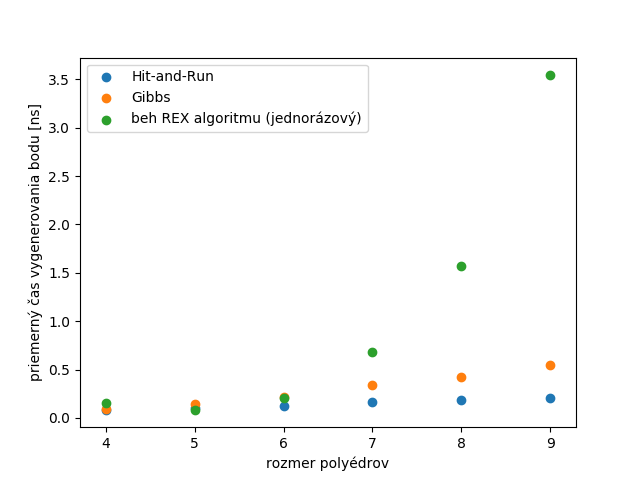 Hit-and-Run
Gibbs
beh REX algoritmu (jednorázový)
priemerný čas vygenerovania bodu [ns]
3.5
3.0
2.5
2.0
1.5
1.0
0.5
0.0
4 5 6 7 8 9
rozmer polyédrov